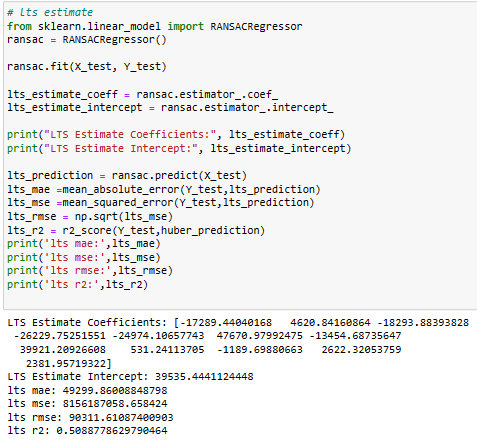 # Lts estimate
from sklearn.linear_model import RANSACRegressor
ransac = RANSACRegressor()
ransac.fit(X_test, Y_test)
lts_estimate_coeff = ransac.estimator_.coef_
lts_estimate_intercept = ransac.estimator_.intercept_
print("LTS Estimate Coefficients:", lts_estimate_coeff)
print("LTS Estimate Intercept:", lts_estimate_intercept)
lts_prediction = ransac.predict(X_test)
lts_mae =mean_absolute_error(Y_test,lts_prediction)
lts_mse =mean_squared_error(Y_test,lts_prediction)
lts_rmse = np.sqrt(lts_mse)
lts_r2 = r2_score(Y_test,huber_prediction)
print('lts mae:',lts_mae)
print('lts mse:',lts_mse)
print('lts rmse:',lts_rmse)
print('lts r2:',lts_r2)
LTS Estimate Coefficients: [-17289.44040168   4620.84160864 -18293.88393828
 -26229.75251551 -24974.10657743  47670.97992475 -13454.68735647
  39921.20926608    531.24113705  -1189.69880663   2622.32053759
   2381.95719322]
LTS Estimate Intercept: 39535.4441124448
lts mae: 49299.86008848798
lts mse: 8156187058.658424
lts rmse: 90311.61087400903
lts r2: 0.5088778629790464